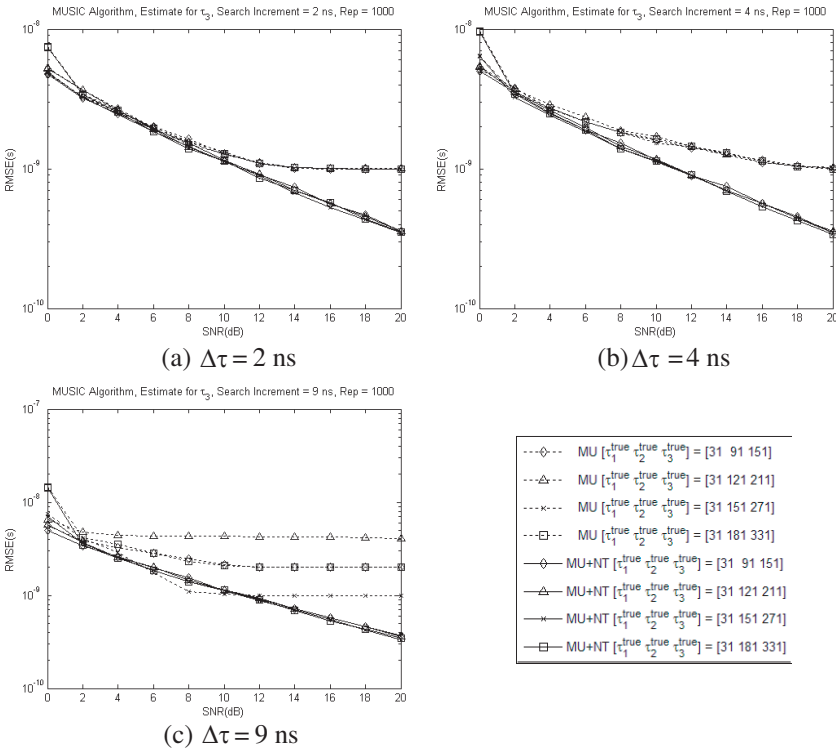 MUSIC Algorithm, Estimate for τ3, Search Increment = 2 ns, Rep = 1000
10^-8
10^-9
10^-10
RMSE(s)
0 2 4 6 8 10 12 14 16 18 20
SNR(dB)
(a) Δτ = 2 ns
MUSIC Algorithm, Estimate for τ3, Search Increment = 4 ns, Rep = 1000
10^-8
10^-9
10^-10
RMSE(s)
0 2 4 6 8 10 12 14 16 18 20
SNR(dB)
(b) Δτ = 4 ns
MUSIC Algorithm, Estimate for τ3, Search Increment = 9 ns, Rep = 1000
10^-7
10^-8
10^-9
10^-10
RMSE(s)
0 2 4 6 8 10 12 14 16 18 20
SNR(dB)
(c) Δτ = 9 ns
MU [τ1^true τ2^true τ3^true] = [31 91 151]
MU [τ1^true τ2^true τ3^true] = [31 121 211]
MU [τ1^true τ2^true τ3^true] = [31 151 271]
MU [τ1^true τ2^true τ3^true] = [31 181 331]
MU+NT [τ1^true τ2^true τ3^true] = [31 91 151]
MU+NT [τ1^true τ2^true τ3^true] = [31 121 211]
MU+NT [τ1^true τ2^true τ3^true] = [31 151 271]
MU+NT [τ1^true τ2^true τ3^true] = [31 181 331]